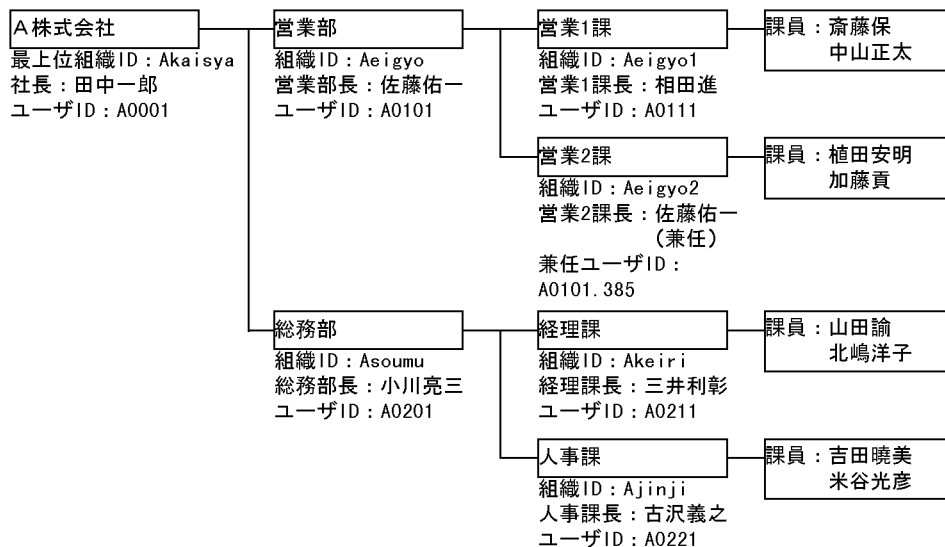 A株式会社
最上位組織ID：Akaisya
社長：田中一郎
ユーザID：A0001
営業部
組織ID：Aeigyo
営業部長：佐藤佑一
ユーザID：A0101
営業1課
組織ID：Aeigyo1
営業1課長：相田進
ユーザID：A0111
課員：斎藤保
中山正太
営業2課
組織ID：Aeigyo2
営業2課長：佐藤佑一
（兼任）
兼任ユーザID：
A0101.385
課員：植田安明
加藤貢
総務部
組織ID：Asoumu
総務部長：小川亮三
ユーザID：A0201
経理課
組織ID：Akeiri
経理課長：三井利彰
ユーザID：A0211
課員：山田諭
北嶋洋子
人事課
組織ID：Ajinji
人事課長：古沢義之
ユーザID：A0221
課員：吉田曉美
米谷光彦